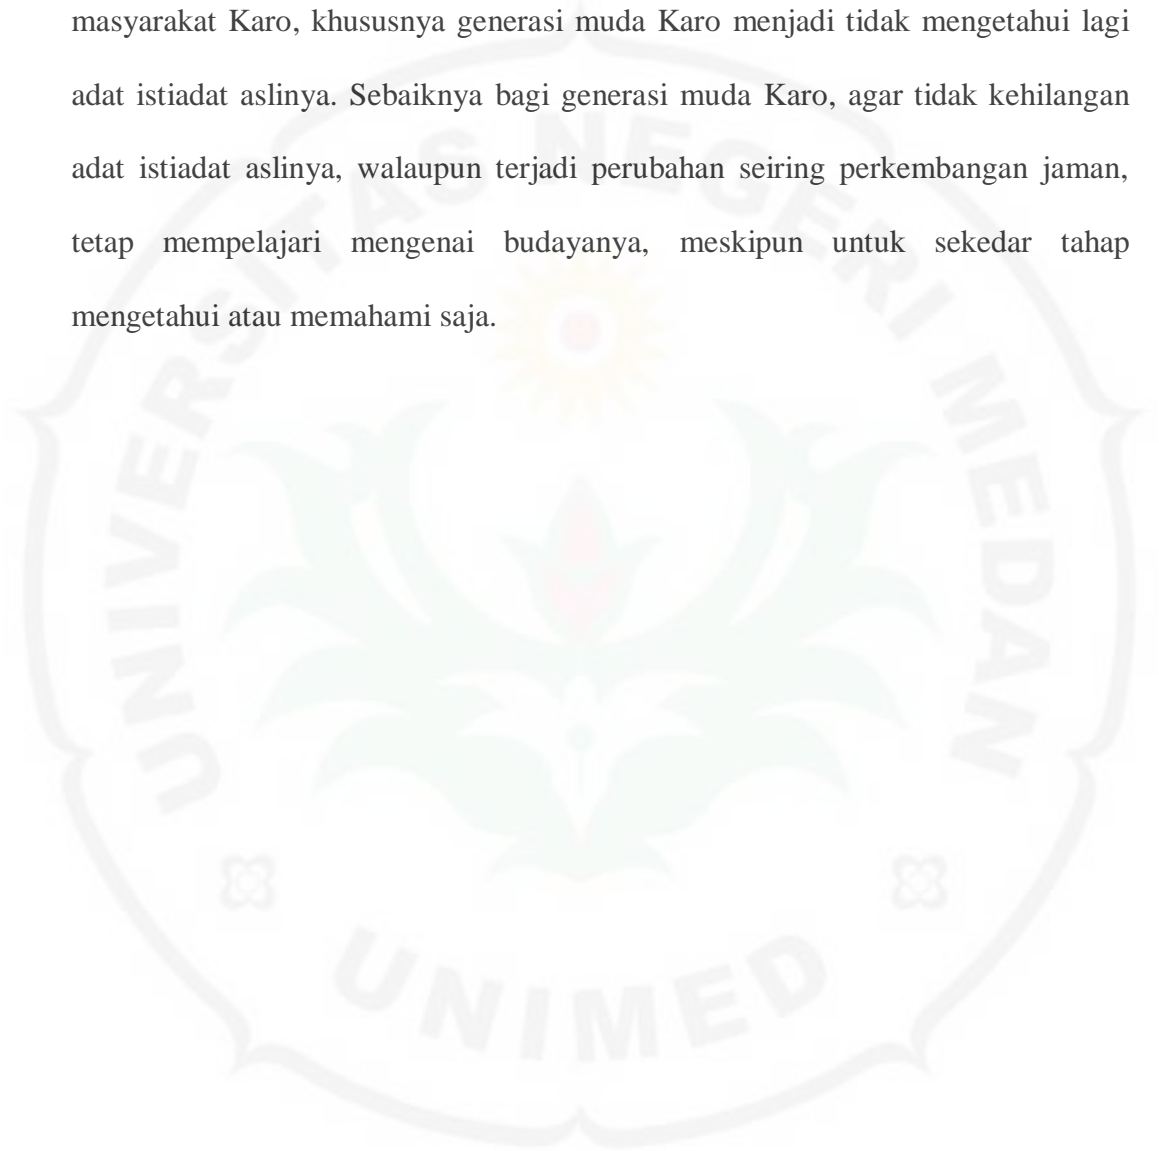 masyarakat Karo, khususnya generasi muda Karo menjadi tidak mengetahui lagi
adat istiadat aslinya. Sebaiknya bagi generasi muda Karo, agar tidak kehilangan
adat istiadat aslinya, walaupun terjadi perubahan seiring perkembangan jaman,
tetap mempelajari mengenai budayanya, meskipun untuk sekedar tahap
mengetahui atau memahami saja.
UNIVERSITAS NEGERI MEDAN
UNIMED